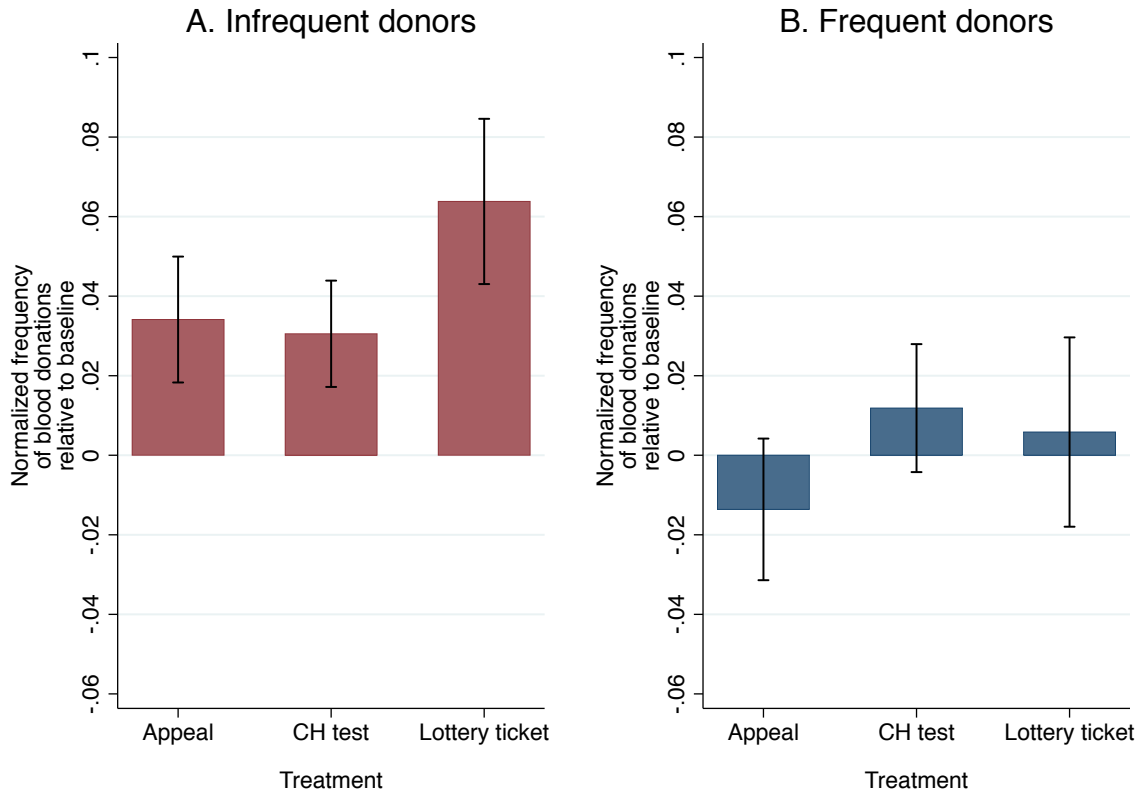 A. Infrequent donors
Normalized frequency
of blood donations
relative to baseline
.1
.08
.06
.04
.02
0
-.02
-.04
-.06
Appeal
CH test
Lottery ticket
Treatment
B. Frequent donors
Normalized frequency
of blood donations
relative to baseline
.1
.08
.06
.04
.02
0
-.02
-.04
-.06
Appeal
CH test
Lottery ticket
Treatment